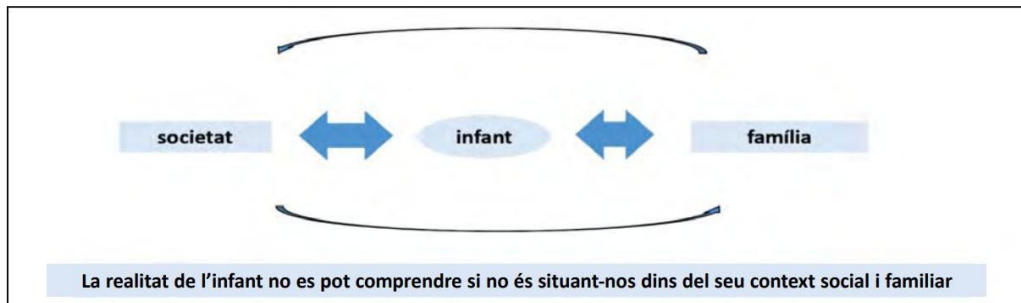 societat
infant
família
La realitat de l'infant no es pot comprendre si no és situant-nos dins del seu context social i familiar